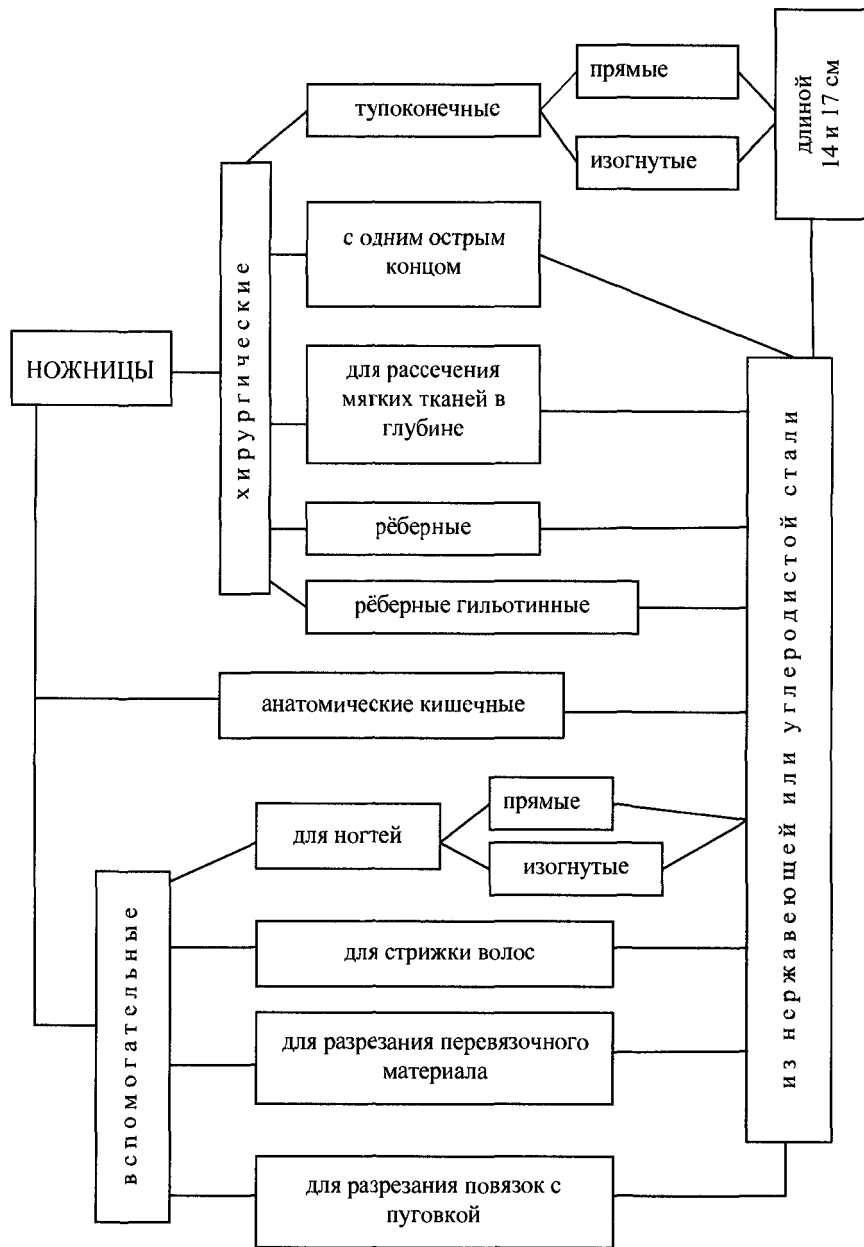 НОЖНИЦЫ
хирургические
тупоконечные
прямые
изогнутые
длиной
14 и 17 см
с одним острым
концом
для рассечения
мягких тканей в
глубине
рёберные
рёберные гильотинные
анатомические кишечные
вспомогательные
для ногтей
прямые
изогнутые
для стрижки волос
для разрезания перевязочного
материала
для разрезания повязок с
пуговкой
из нержавеющей или углеродистой стали